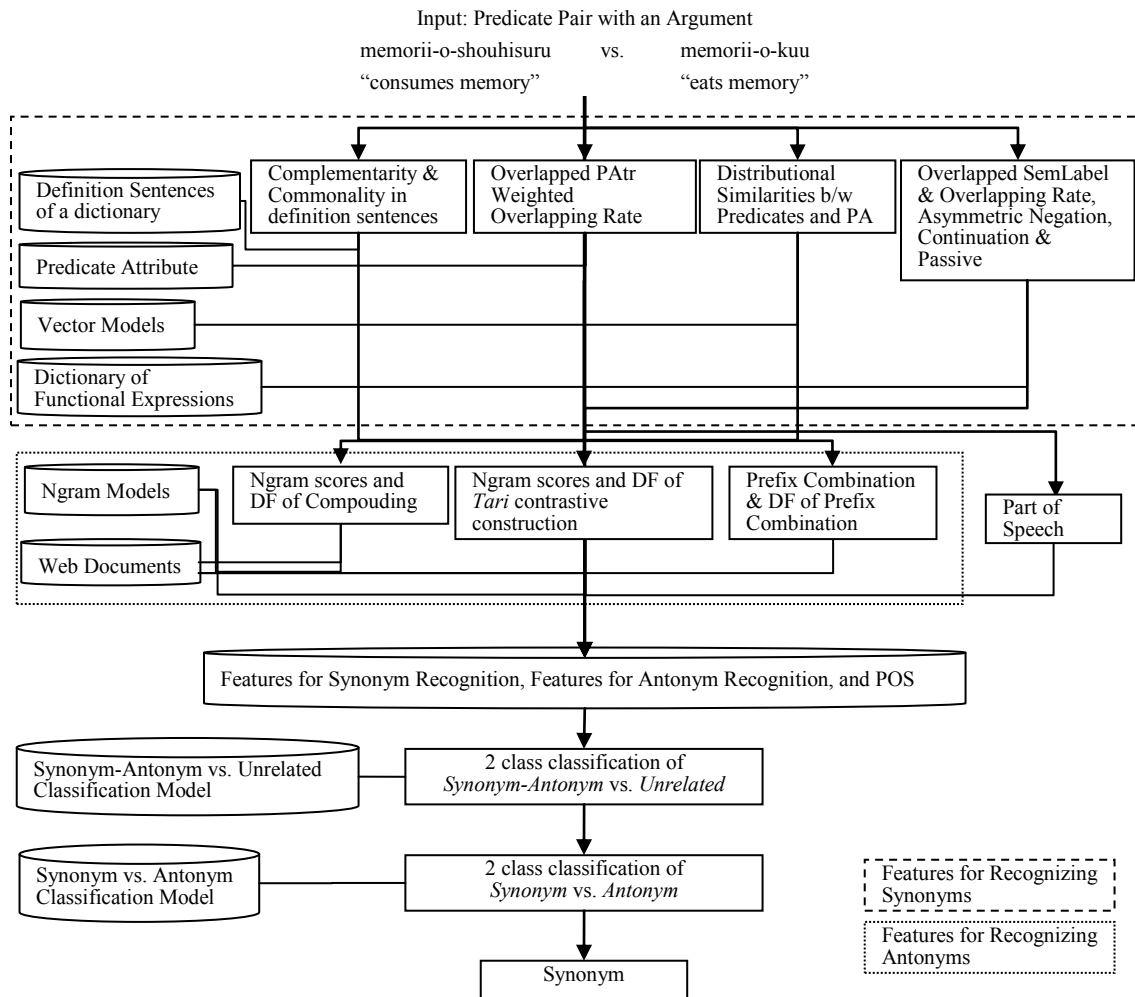 Input: Predicate Pair with an Argument
memorii-o-shouhisuru vs. memorii-o-kuu
“consumes memory” “eats memory”
Definition Sentences
of a dictionary
Complementarity &
Commonality in
definition sentences
Overlapped PAtr
Weighted
Overlapping Rate
Distributional
Similarities b/w
Predicates and PA
Overlapped SemLabel
& Overlapping Rate,
Asymmetric Negation,
Continuation &
Passive
Predicate Attribute
Vector Models
Dictionary of
Functional Expressions
Ngram Models
Web Documents
Ngram scores and
DF of Compouding
Ngram scores and DF of
Tari contrastive
construction
Prefix Combination
& DF of Prefix
Combination
Part of
Speech
Features for Synonym Recognition, Features for Antonym Recognition, and POS
Synonym-Antonym vs. Unrelated
Classification Model
2 class classification of
Synonym-Antonym vs. Unrelated
Synonym vs. Antonym
Classification Model
2 class classification of
Synonym vs. Antonym
Features for Recognizing
Synonyms
Features for Recognizing
Antonyms
Synonym